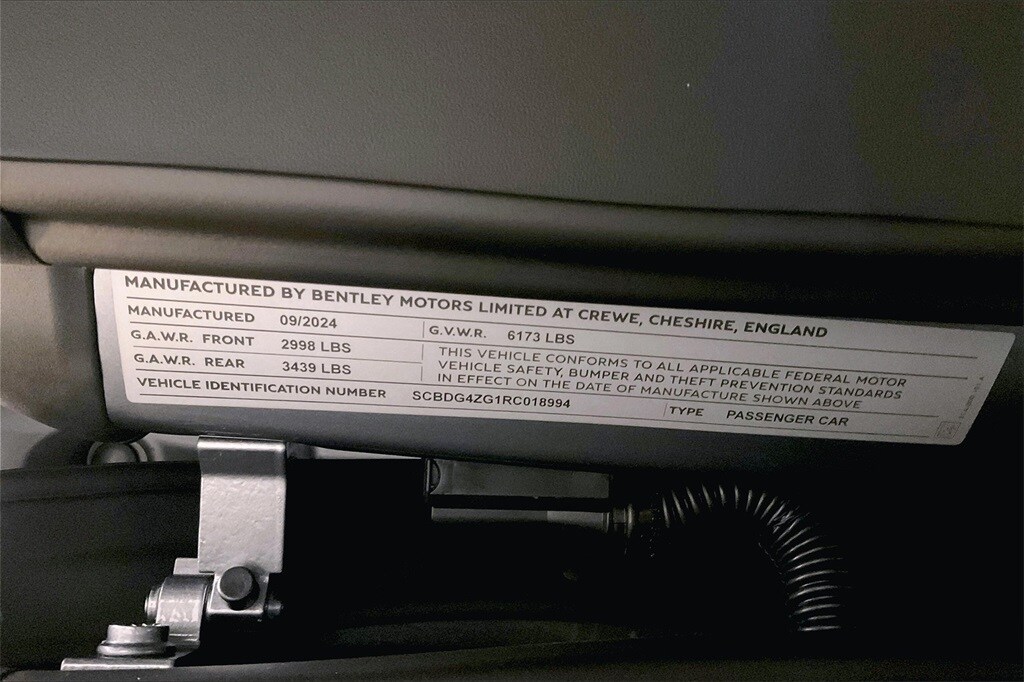 MANUFACTURED BY BENTLEY MOTORS LIMITED AT CREWE, CHESHIRE, ENGLAND
MANUFACTURED 09/2024
G.V.W.R. 6173 LBS
G.A.W.R. FRONT 2998 LBS
G.A.W.R. REAR 3439 LBS
THIS VEHICLE CONFORMS TO ALL APPLICABLE FEDERAL MOTOR
VEHICLE SAFETY, BUMPER AND THEFT PREVENTION STANDARDS
IN EFFECT ON THE DATE OF MANUFACTURE SHOWN ABOVE
VEHICLE IDENTIFICATION NUMBER SCBDG4ZG1RC018994
TYPE PASSENGER CAR